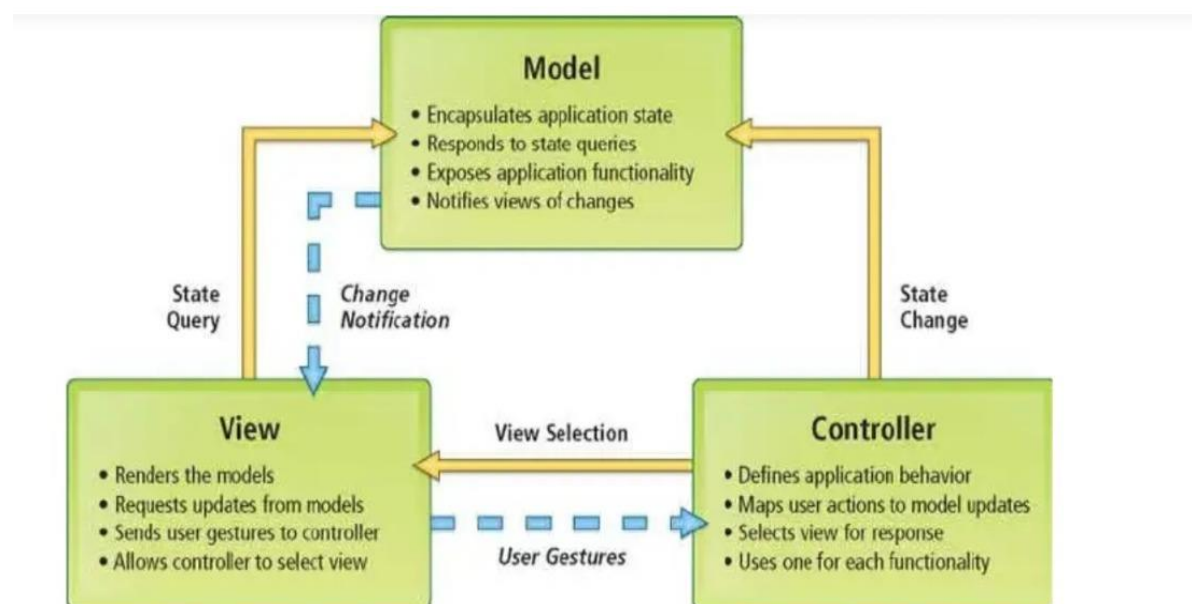 Model
• Encapsulates application state
• Responds to state queries
• Exposes application functionality
• Notifies views of changes
State
Query
Change
Notification
State
Change
View
• Renders the models
• Requests updates from models
• Sends user gestures to controller
• Allows controller to select view
View Selection
User Gestures
Controller
• Defines application behavior
• Maps user actions to model updates
• Selects view for response
• Uses one for each functionality